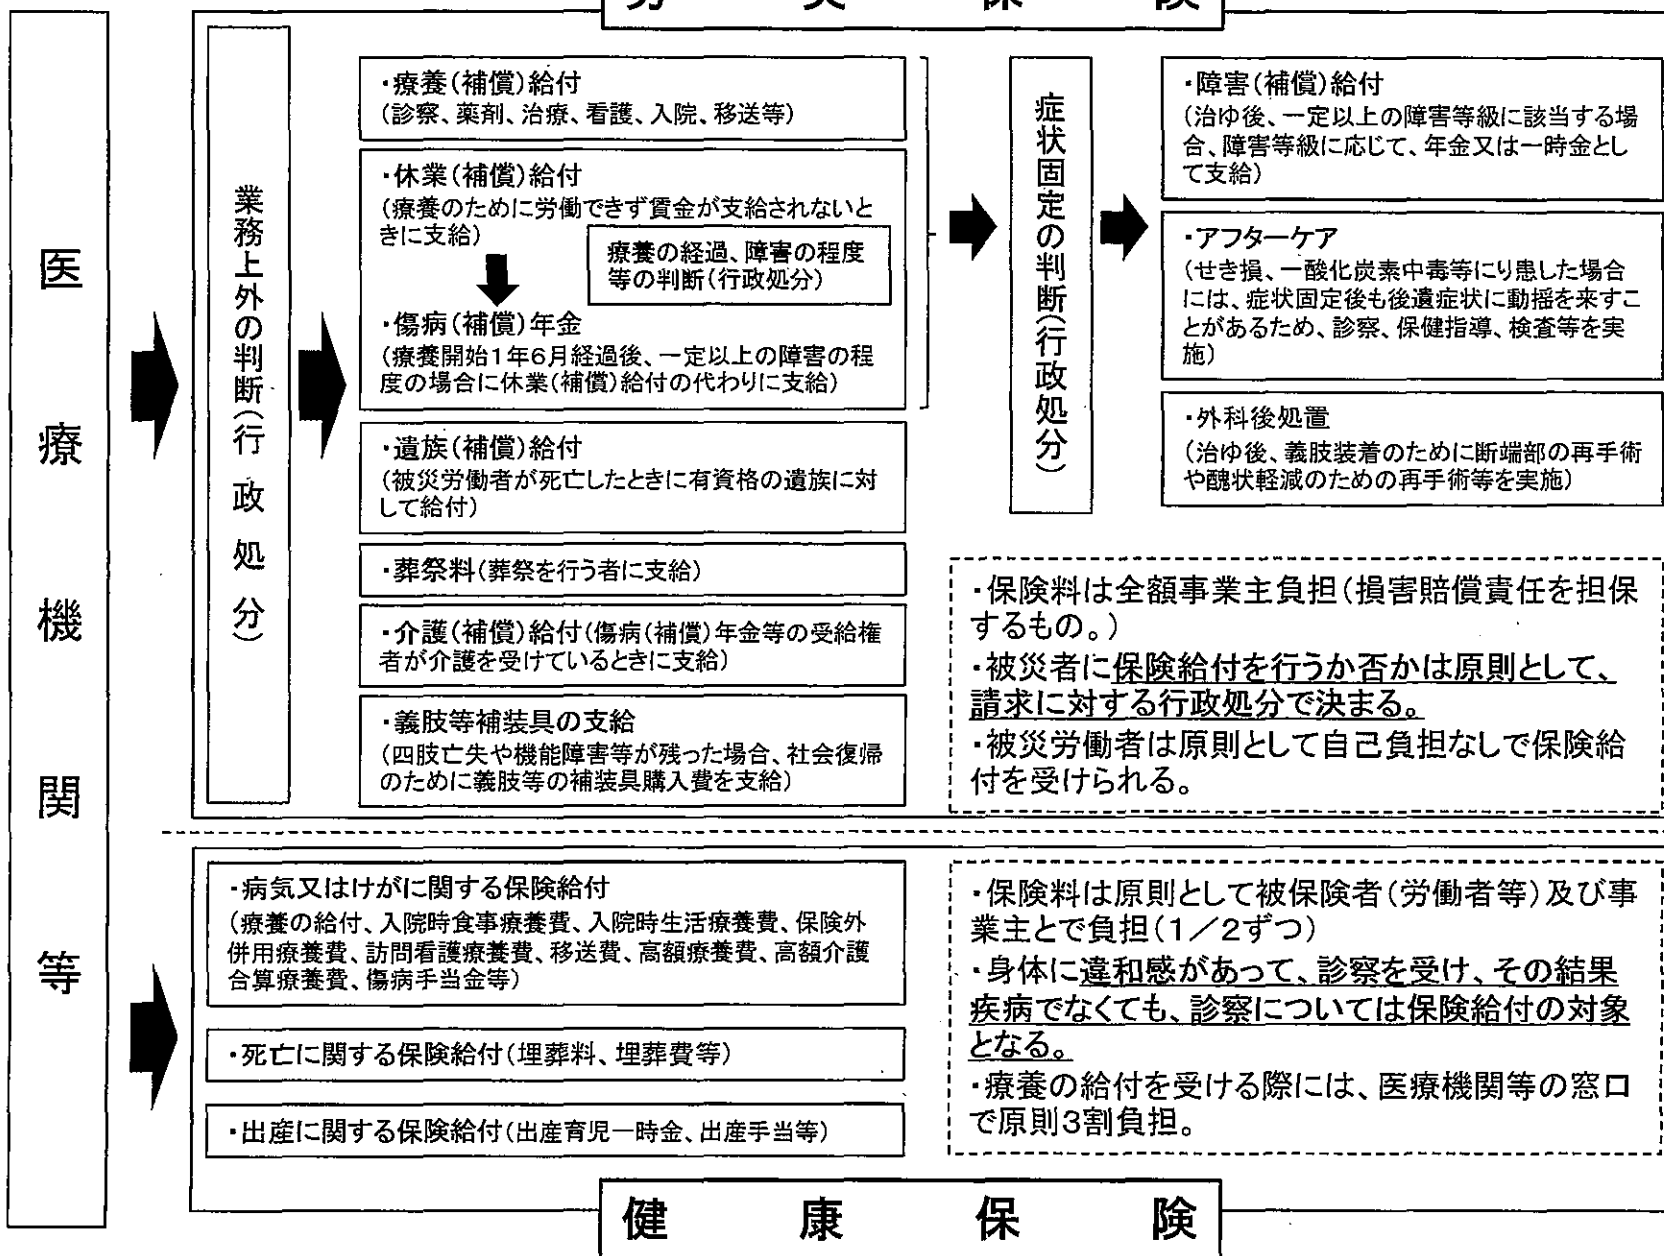 労 災 保 険
医療機関等
業務上外の判断(行政処分)
・療養(補償)給付
(診察、薬剤、治療、看護、入院、移送等)
・休業(補償)給付
(療養のために労働できず賃金が支給されないと
きに支給)
療養の経過、障害の程度
等の判断(行政処分)
・傷病(補償)年金
(療養開始1年6月経過後、一定以上の障害の程
度の場合に休業(補償)給付の代わりに支給)
・遺族(補償)給付
(被災労働者が死亡したときに有資格の遺族に対
して給付)
・葬祭料(葬祭を行う者に支給)
・介護(補償)給付(傷病(補償)年金等の受給権
者が介護を受けているときに支給)
・義肢等補装具の支給
(四肢亡失や機能障害等が残った場合、社会復帰
のために義肢等の補装具購入費を支給)
症状固定の判断(行政処分)
・障害(補償)給付
(治ゆ後、一定以上の障害等級に該当する場
合、障害等級に応じて、年金又は一時金とし
て支給)
・アフターケア
(せき損、一酸化炭素中毒等にり患した場合
には、症状固定後も後遺症状に動揺を来すこ
とがあるため、診察、保健指導、検査等を実
施)
・外科後処置
(治ゆ後、義肢装着のために断端部の再手術
や醜状軽減のための再手術等を実施)
・保険料は全額事業主負担(損害賠償責任を担保
するもの。)
・被災者に保険給付を行うか否かは原則として、
請求に対する行政処分で決まる。
・被災労働者は原則として自己負担なしで保険給
付を受けられる。
・病気又はけがに関する保険給付
(療養の給付、入院時食事療養費、入院時生活療養費、保険外
併用療養費、訪問看護療養費、移送費、高額療養費、高額介護
合算療養費、傷病手当金等)
・死亡に関する保険給付(埋葬料、埋葬費等)
・出産に関する保険給付(出産育児一時金、出産手当等)
・保険料は原則として被保険者(労働者等)及び事
業主とで負担(1/2ずつ)
・身体に違和感があって、診察を受け、その結果
疾病でなくても、診察については保険給付の対象
となる。
・療養の給付を受ける際には、医療機関等の窓口
で原則3割負担。
健 康 保 険